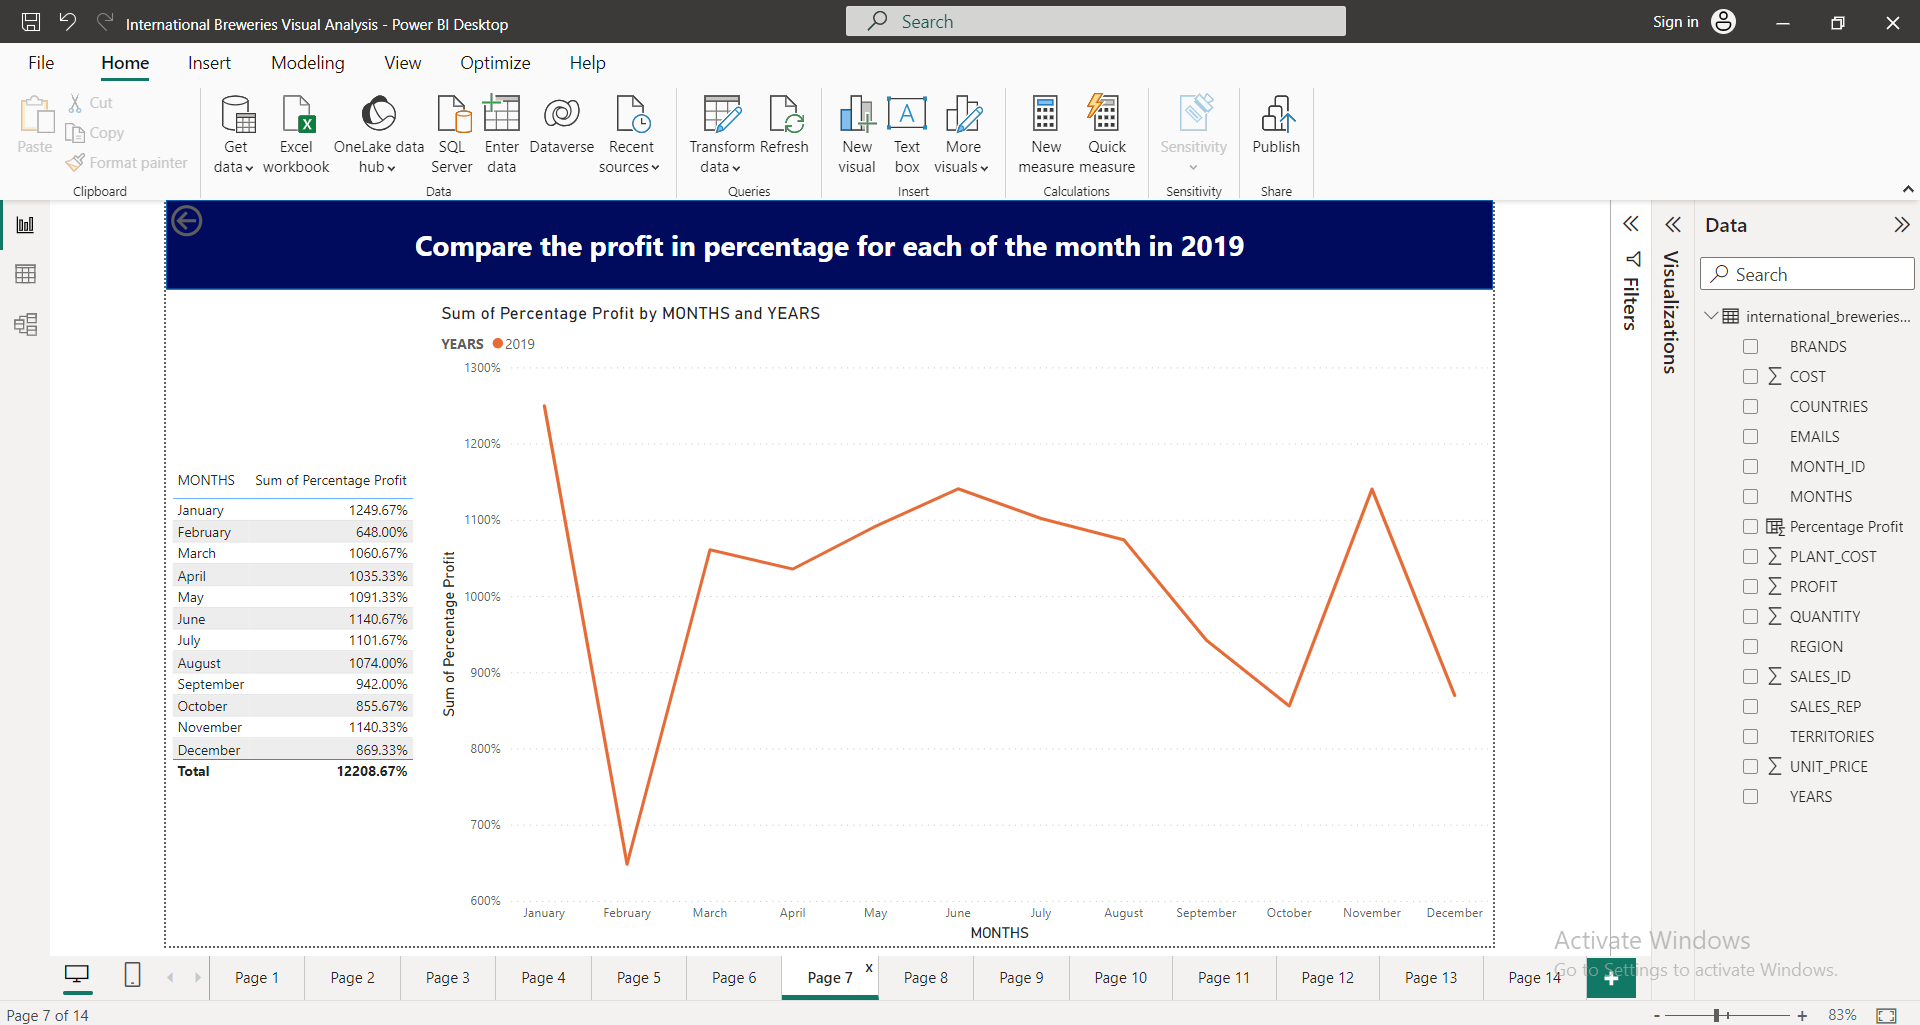 International Breweries Visual Analysis - Power BI Desktop
Search
Sign in
File Home Insert Modeling View Optimize Help
Paste
Cut
Copy
Format painter
Clipboard
Get data
Excel workbook
OneLake data hub
SQL Server
Enter data
Dataverse
Recent sources
Data
Transform data
Refresh
Queries
New visual
Text box
More visuals
Insert
New measure
Quick measure
Calculations
Sensitivity
Sensitivity
Publish
Share
Compare the profit in percentage for each of the month in 2019
MONTHS Sum of Percentage Profit
January 1249.67%
February 648.00%
March 1060.67%
April 1035.33%
May 1091.33%
June 1140.67%
July 1101.67%
August 1074.00%
September 942.00%
October 855.67%
November 1140.33%
December 869.33%
Total 12208.67%
Sum of Percentage Profit by MONTHS and YEARS
YEARS 2019
Sum of Percentage Profit
1300%
1200%
1100%
1000%
900%
800%
700%
600%
January February March April May June July August September October November December
MONTHS
Filters
Visualizations
Data
Search
international_breweries...
BRANDS
COST
COUNTRIES
EMAILS
MONTH_ID
MONTHS
Percentage Profit
PLANT_COST
PROFIT
QUANTITY
REGION
SALES_ID
SALES_REP
TERRITORIES
UNIT_PRICE
YEARS
Activate Windows
Go to Settings to activate Windows.
Page 1 Page 2 Page 3 Page 4 Page 5 Page 6 Page 7 x Page 8 Page 9 Page 10 Page 11 Page 12 Page 13 Page 14 +
Page 7 of 14
- + 83%